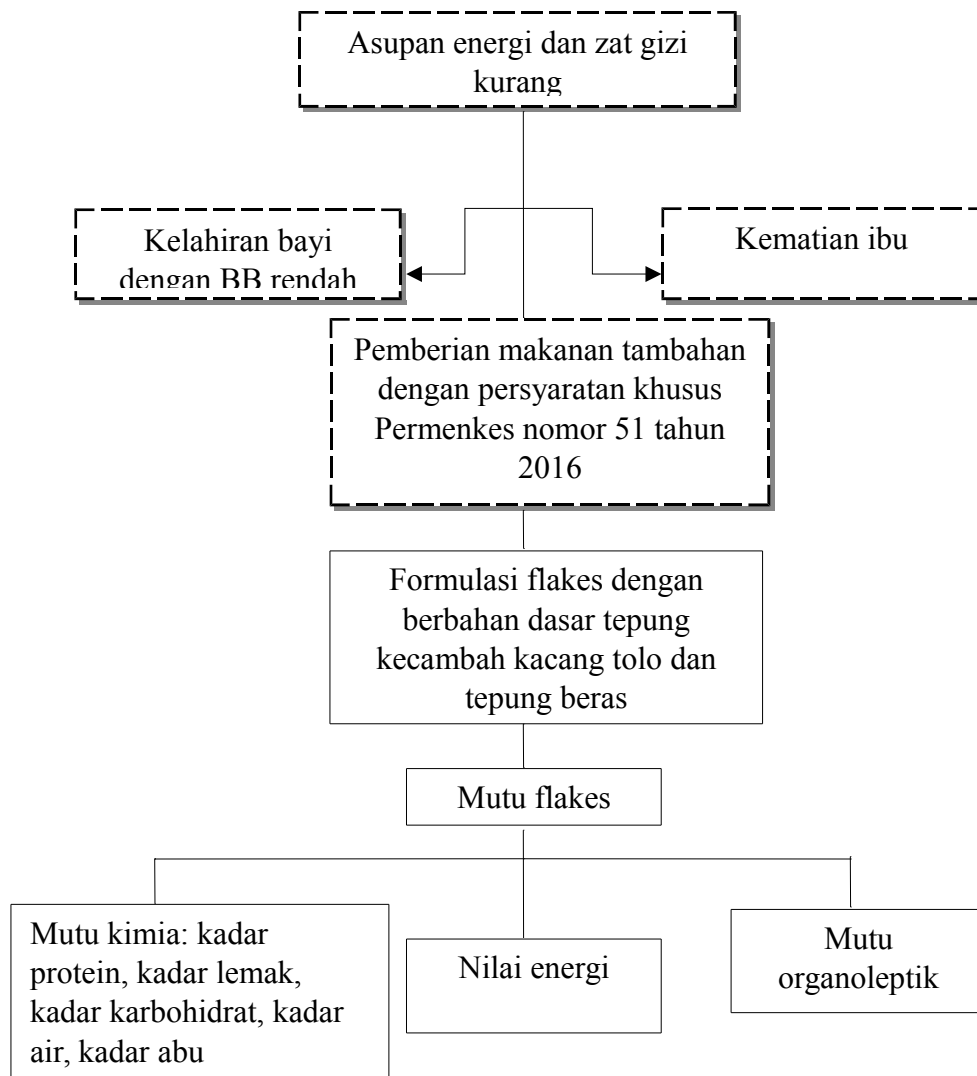 Asupan energi dan zat gizi
kurang
Kelahiran bayi
dengan BB rendah
Kematian ibu
Pemberian makanan tambahan
dengan persyaratan khusus
Permenkes nomor 51 tahun
2016
Formulasi flakes dengan
berbahan dasar tepung
kecambah kacang tolo dan
tepung beras
Mutu flakes
Mutu kimia: kadar
protein, kadar lemak,
kadar karbohidrat, kadar
air, kadar abu
Nilai energi
Mutu
organoleptik